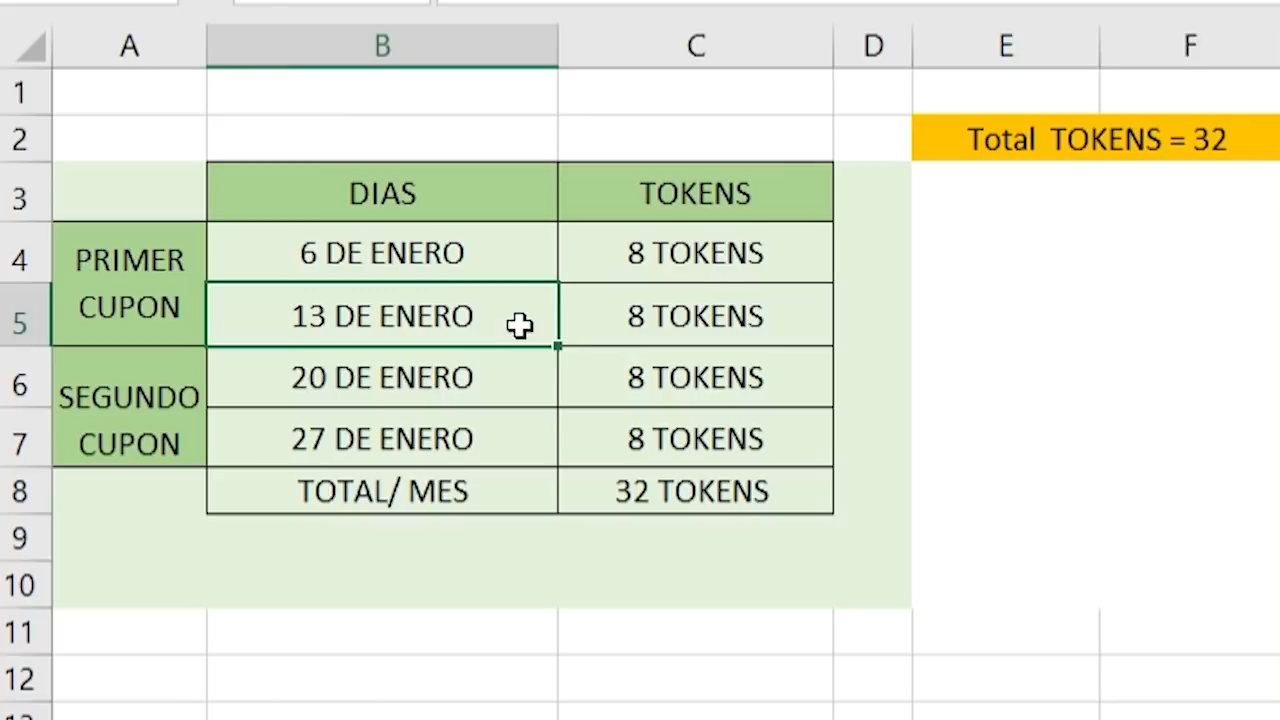 A B C D E F
1
2 Total TOKENS = 32
3 DIAS TOKENS
4 PRIMER 6 DE ENERO 8 TOKENS
5 CUPON 13 DE ENERO 8 TOKENS
6 SEGUNDO 20 DE ENERO 8 TOKENS
7 CUPON 27 DE ENERO 8 TOKENS
8 TOTAL/ MES 32 TOKENS
9
10
11
12